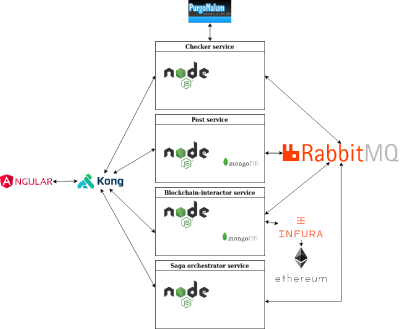 PurgoMalum
Checker service
node
JS
Post service
node
JS
mongoDB
RabbitMQ
ANGULAR
Kong
Blockchain-interactor service
node
JS
mongoDB
INFURA
ethereum
Saga orchestrator service
node
JS